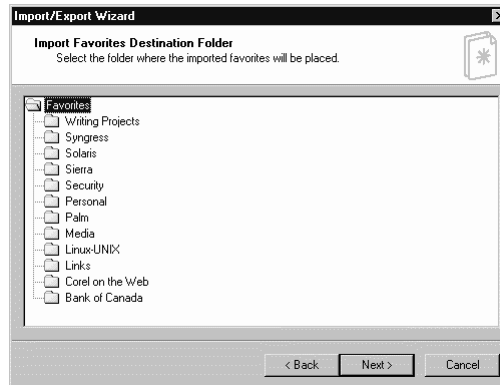 Import/Export Wizard
Import Favorites Destination Folder
Select the folder where the imported favorites will be placed.
Favorites
Writing Projects
Syngress
Solaris
Sierra
Security
Personal
Palm
Media
Linux-UNIX
Links
Corel on the Web
Bank of Canada
< Back
Next >
Cancel